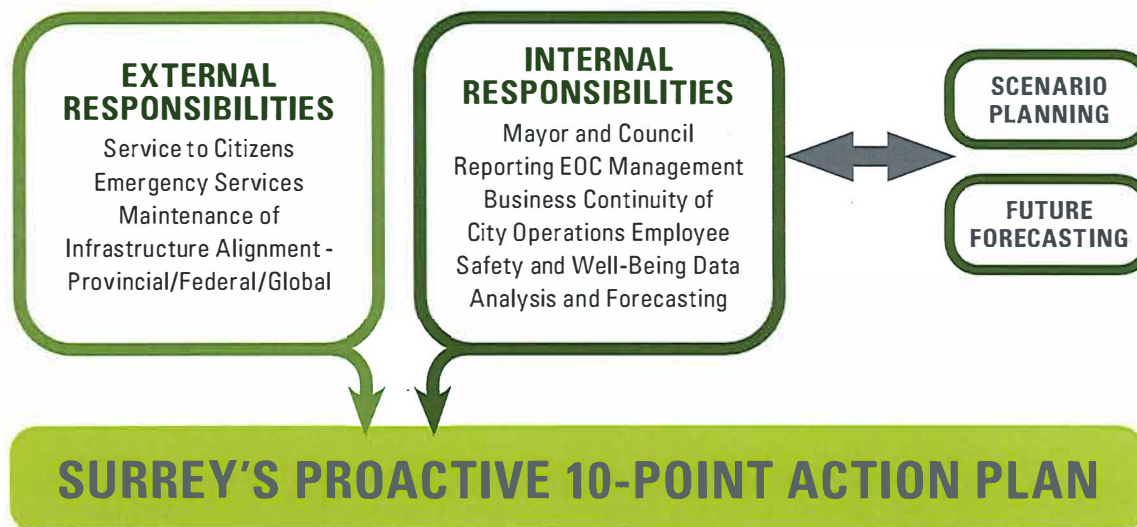 EXTERNAL
RESPONSIBILITIES
Service to Citizens
Emergency Services
Maintenance of
Infrastructure Alignment -
Provincial/Federal/Global
INTERNAL
RESPONSIBILITIES
Mayor and Council
Reporting EOC Management
Business Continuity of
City Operations Employee
Safety and Well-Being Data
Analysis and Forecasting
SCENARIO
PLANNING
FUTURE
FORECASTING
SURREY'S PROACTIVE 10-POINT ACTION PLAN